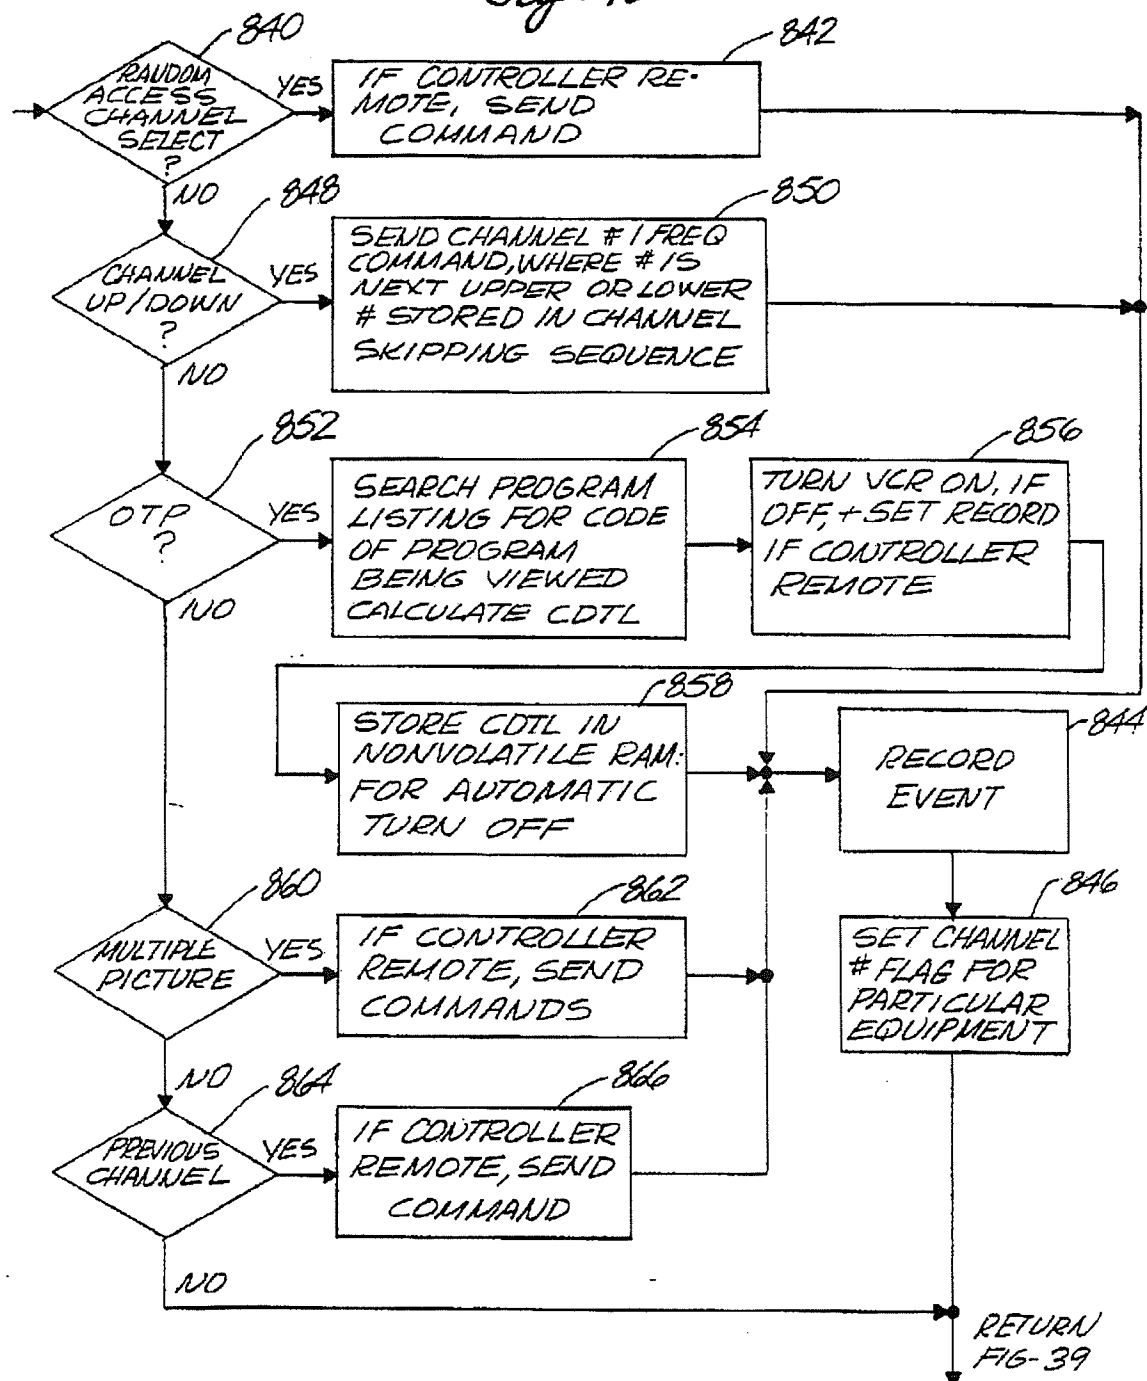 840
RANDOM
ACCESS
CHANNEL
SELECT
?
YES
842
IF CONTROLLER RE-
MOTE, SEND
COMMAND
NO
848
CHANNEL
UP/DOWN
?
YES
850
SEND CHANNEL # / FREQ
COMMAND, WHERE # IS
NEXT UPPER OR LOWER
# STORED IN CHANNEL
SKIPPING SEQUENCE
NO
852
OTP
?
YES
854
SEARCH PROGRAM
LISTING FOR CODE
OF PROGRAM
BEING VIEWED
CALCULATE CDTL
856
TURN VCR ON, IF
OFF, + SET RECORD
IF CONTROLLER
REMOTE
NO
858
STORE CDTL IN
NONVOLATILE RAM:
FOR AUTOMATIC
TURN OFF
844
RECORD
EVENT
860
MULTIPLE
PICTURE
YES
862
IF CONTROLLER
REMOTE, SEND
COMMANDS
846
SET CHANNEL
# FLAG FOR
PARTICULAR
EQUIPMENT
NO
864
PREVIOUS
CHANNEL
YES
866
IF CONTROLLER
REMOTE, SEND
COMMAND
NO
RETURN
FIG-39